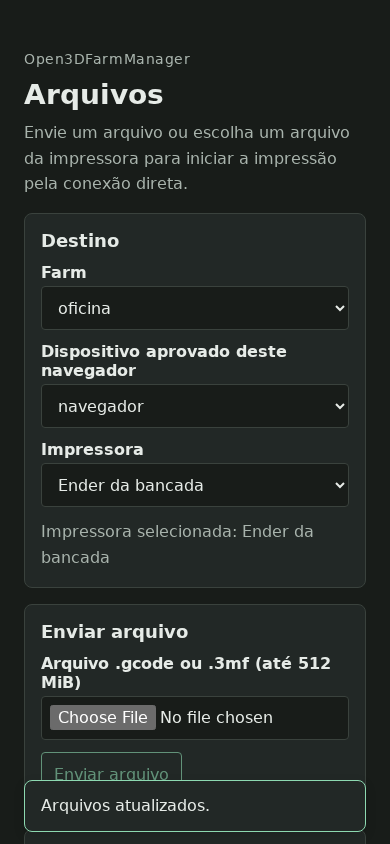 Open3DFarmManager
Arquivos
Envie um arquivo ou escolha um arquivo
da impressora para iniciar a impressão
pela conexão direta.
Destino
Farm
oficina
Dispositivo aprovado deste
navegador
navegador
Impressora
Ender da bancada
Impressora selecionada: Ender da
bancada
Enviar arquivo
Arquivo .gcode ou .3mf (até 512
MiB)
Choose File No file chosen
Enviar arquivo
Arquivos atualizados.